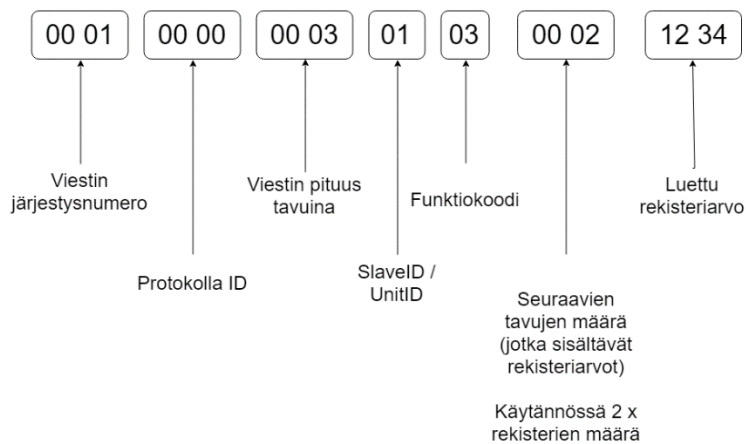 00 01 00 00 00 03 01 03 00 02 12 34
Viestin
järjestysnumero
Protokolla ID
Viestin pituus
tavuina
SlaveID /
UnitID
Funktiokoodi
Seuraavien
tavujen määrä
(jotka sisältävät
rekisteriarvot)
Käytännössä 2 x
rekisterien määrä
Luettu
rekisteriarvo